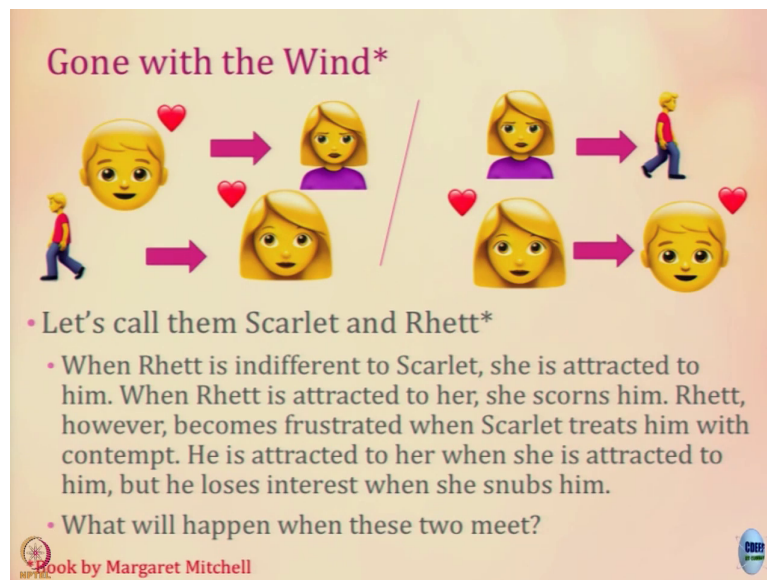 Gone with the Wind*
• Let's call them Scarlet and Rhett*
• When Rhett is indifferent to Scarlet, she is attracted to
him. When Rhett is attracted to her, she scorns him. Rhett,
however, becomes frustrated when Scarlet treats him with
contempt. He is attracted to her when she is attracted to
him, but he loses interest when she snubs him.
• What will happen when these two meet?
*Book by Margaret Mitchell
NPTEL